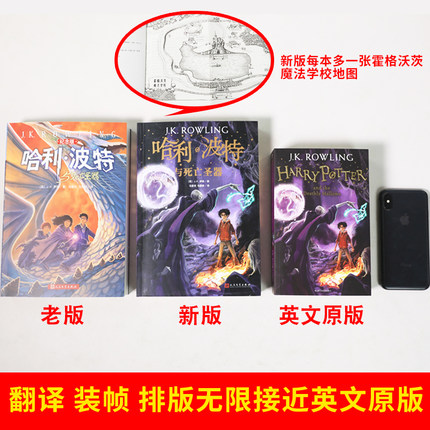 新版每本多一张霍格沃茨
魔法学校地图
J.K. ROWLING
哈利·波特
J.K. ROWLING
哈利·波特
与死亡圣器
J.K. ROWLING
HARRY POTTER
老版
新版
英文原版
翻译 装帧 排版无限接近英文原版